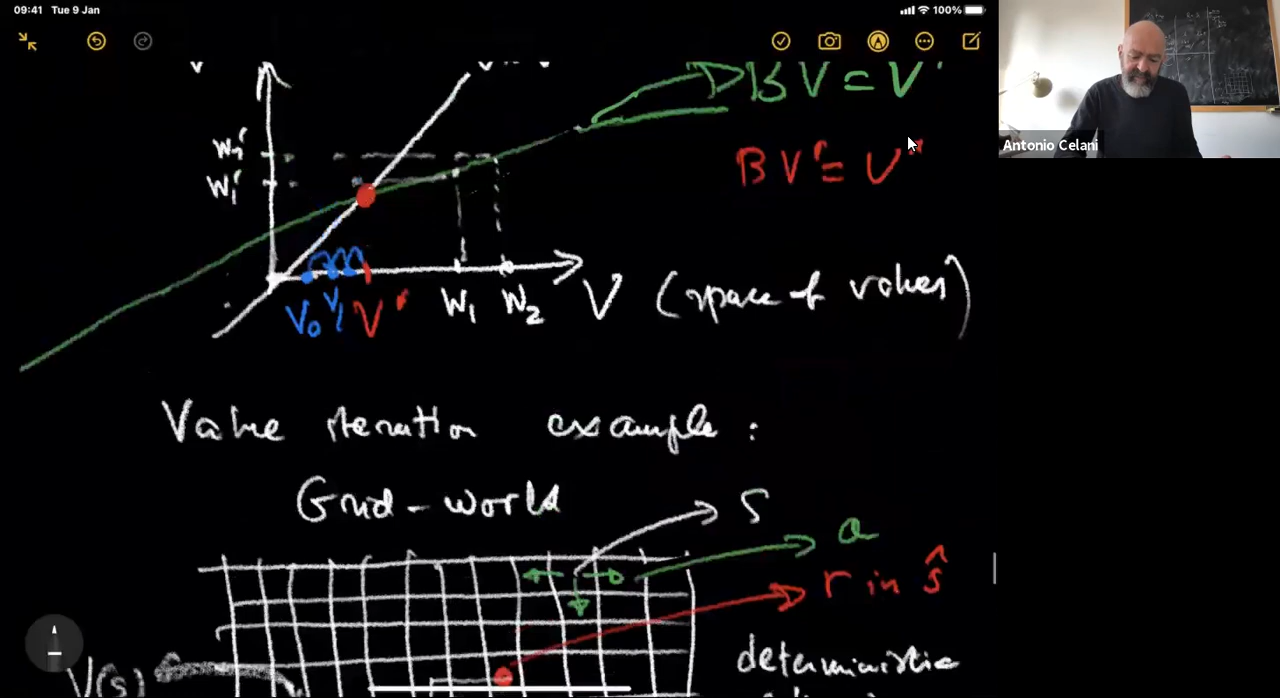 09:41 Tue 9 Jan
100%
Antonio Celani
BV = V'
W₂'
W₁'
V₀ V₁ V*
W₁ W₂ V (space of values)
Value iteration example :
Grid-world
s
a
r in ŝ
deterministic
V(s)